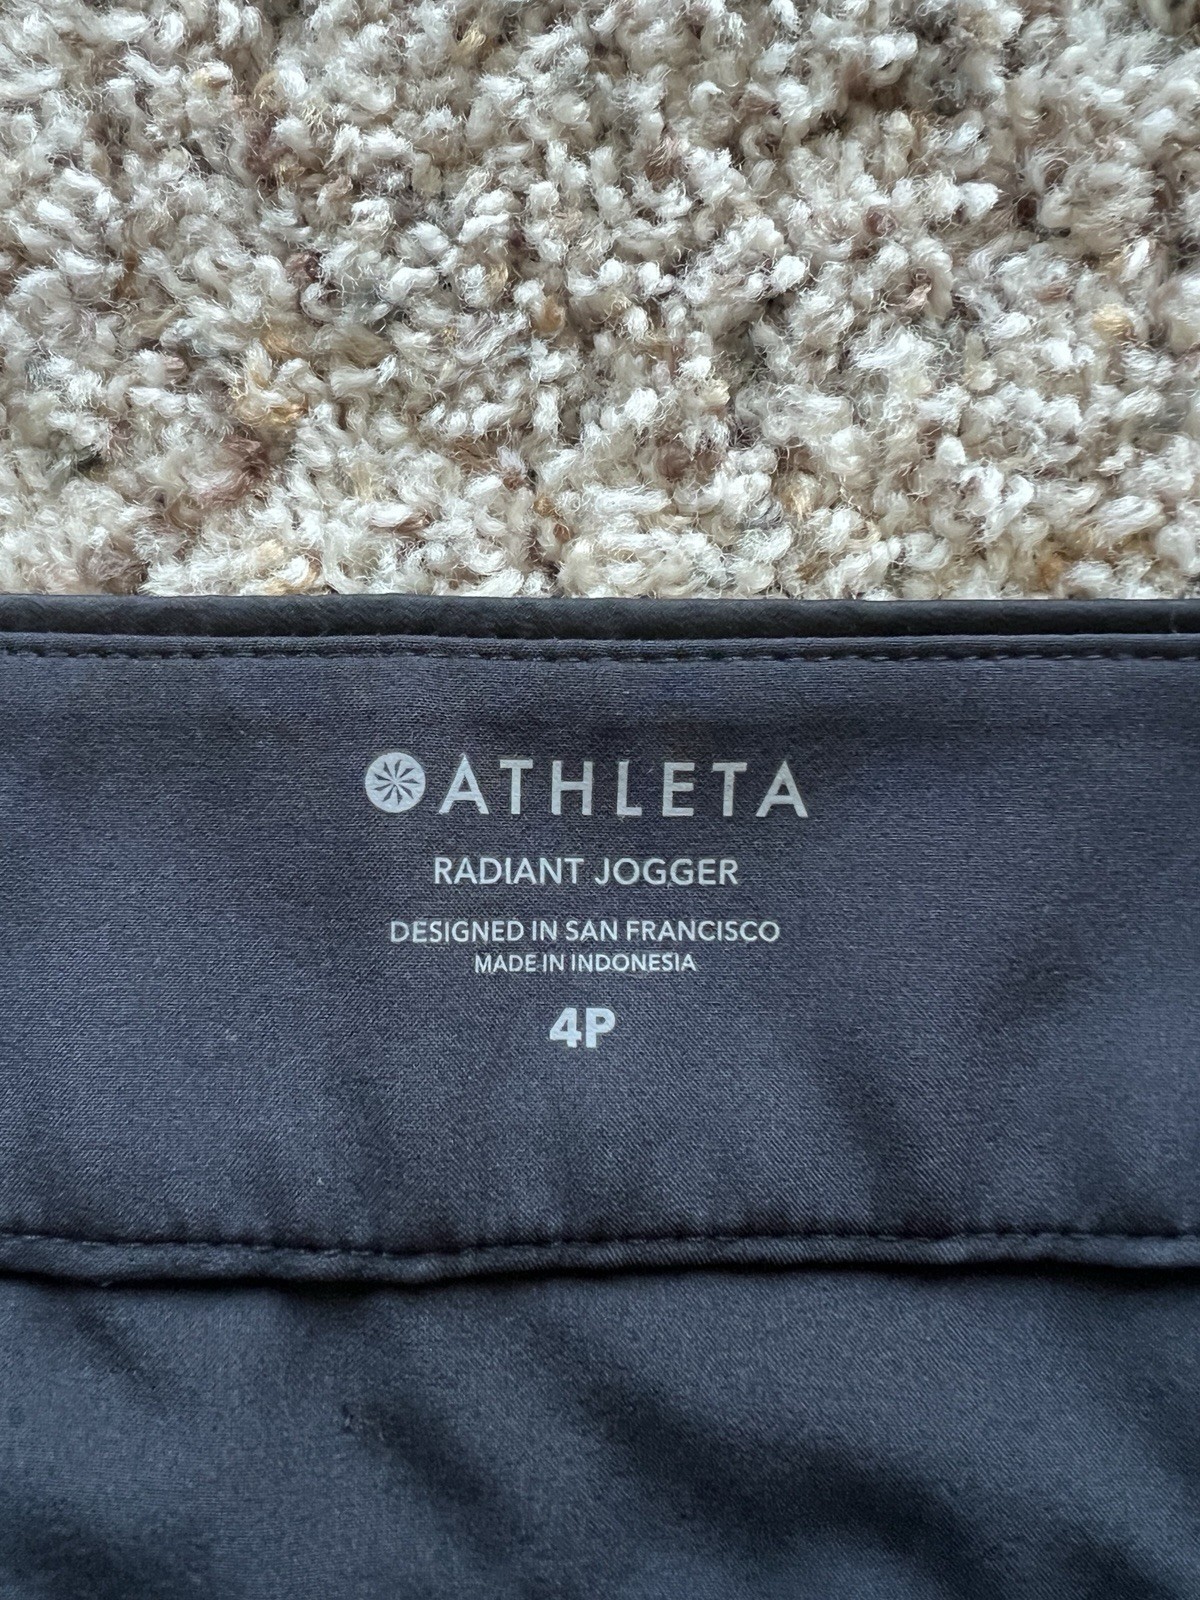 ATHLETA
RADIANT JOGGER
DESIGNED IN SAN FRANCISCO
MADE IN INDONESIA
4P